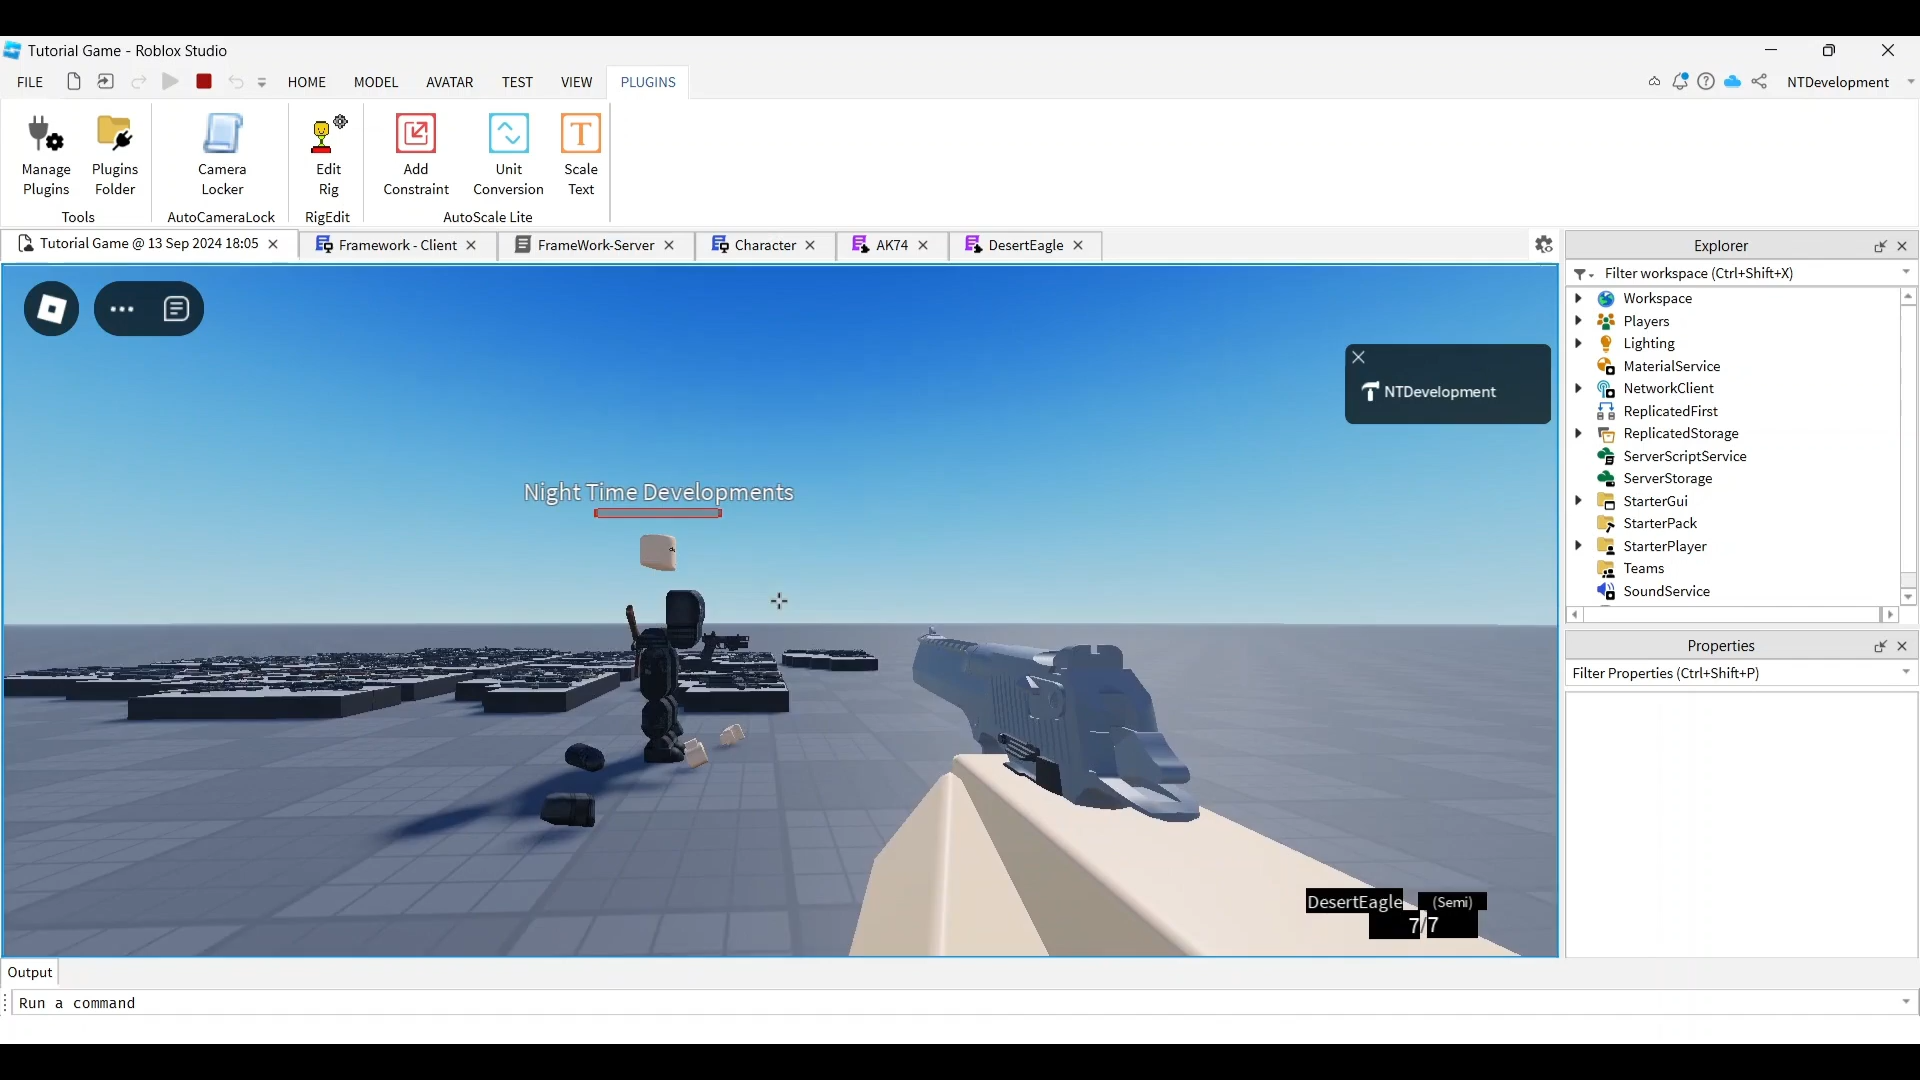 Tutorial Game - Roblox Studio
FILE HOME MODEL AVATAR TEST VIEW PLUGINS NTDevelopment
Manage Plugins
Plugins Folder
Tools
Camera Locker
AutoCameraLock
Edit Rig
RigEdit
Add Constraint
Unit Conversion
Scale Text
AutoScale Lite
Tutorial Game @ 13 Sep 2024 18:05
Framework - Client
FrameWork-Server
Character
AK74
DesertEagle
Night Time Developments
NTDevelopment
DesertEagle (Semi)
7/7
Explorer
Filter workspace (Ctrl+Shift+X)
Workspace
Players
Lighting
MaterialService
NetworkClient
ReplicatedFirst
ReplicatedStorage
ServerScriptService
ServerStorage
StarterGui
StarterPack
StarterPlayer
Teams
SoundService
Properties
Filter Properties (Ctrl+Shift+P)
Output
Run a command